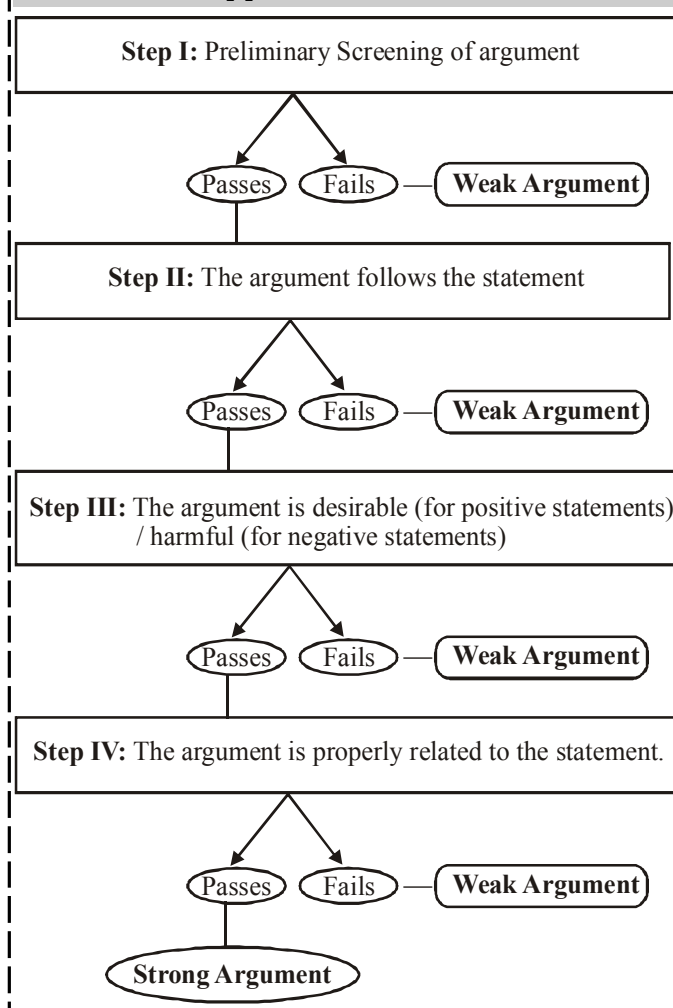 Step I: Preliminary Screening of argument
Passes Fails Weak Argument
Step II: The argument follows the statement
Passes Fails Weak Argument
Step III: The argument is desirable (for positive statements)
/ harmful (for negative statements)
Passes Fails Weak Argument
Step IV: The argument is properly related to the statement.
Passes Fails Weak Argument
Strong Argument